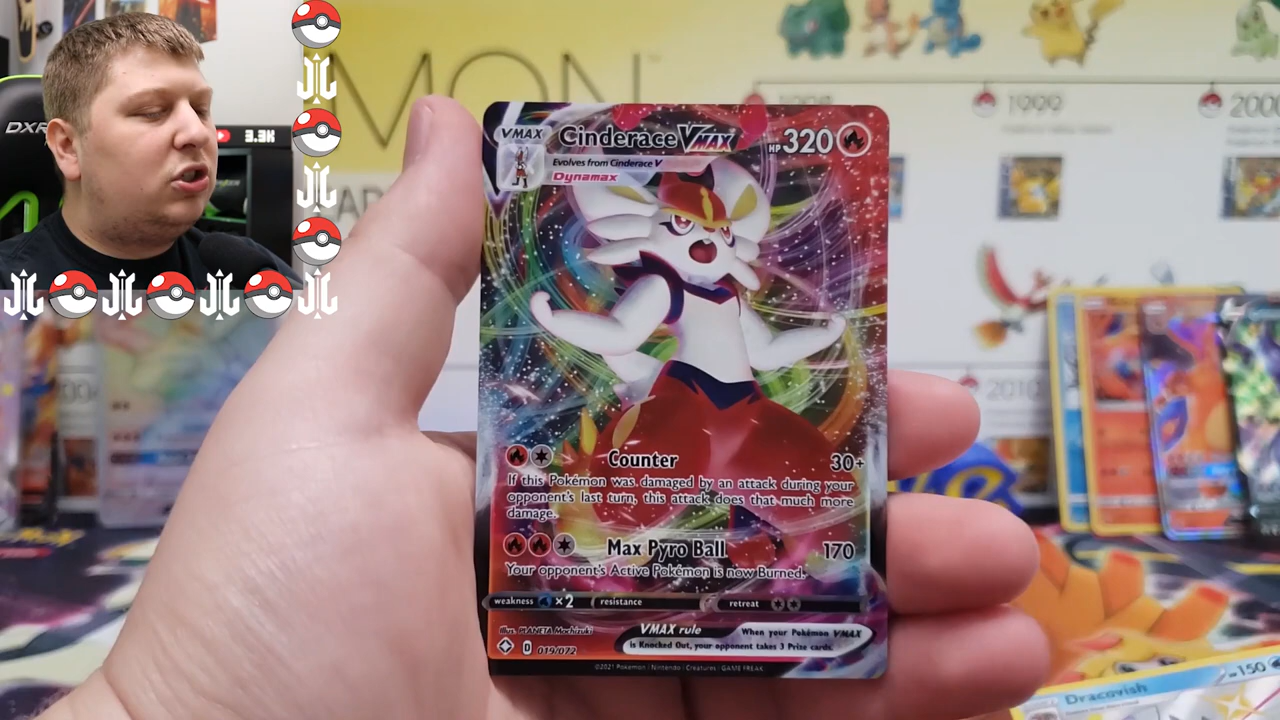 DXR
3.3K
MON
1999
2010
VMAX
Cinderace VMAX
HP 320
Evolves from Cinderace V
Dynamax
Counter 30+
If this Pokémon was damaged by an attack during your
opponent's last turn, this attack does that much more
damage.
Max Pyro Ball 170
Your opponent's Active Pokémon is now Burned.
weakness ×2 resistance retreat
Illus. PLANETA Mochizuki
D 019/072
VMAX rule When your Pokémon VMAX
is Knocked Out, your opponent takes 3 Prize cards.
©2021 Pokémon / Nintendo / Creatures / GAME FREAK
Dracovish
150